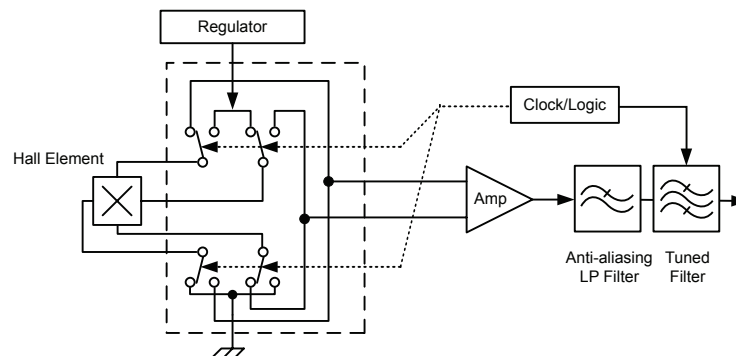 Regulator
Clock/Logic
Hall Element
Amp
Anti-aliasing
LP Filter
Tuned
Filter